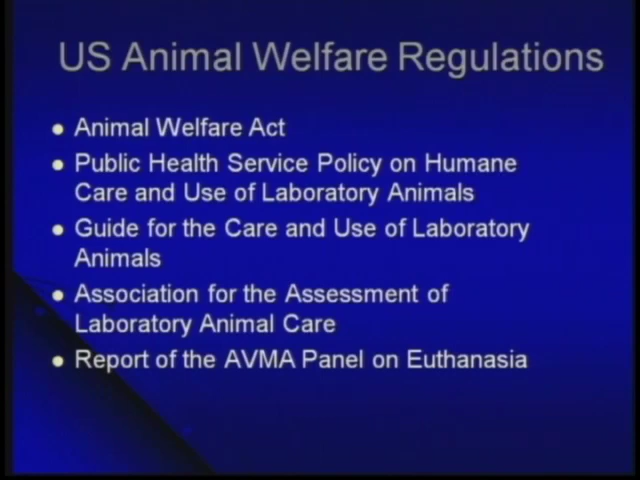 US Animal Welfare Regulations
• Animal Welfare Act
• Public Health Service Policy on Humane
Care and Use of Laboratory Animals
• Guide for the Care and Use of Laboratory
Animals
• Association for the Assessment of
Laboratory Animal Care
• Report of the AVMA Panel on Euthanasia